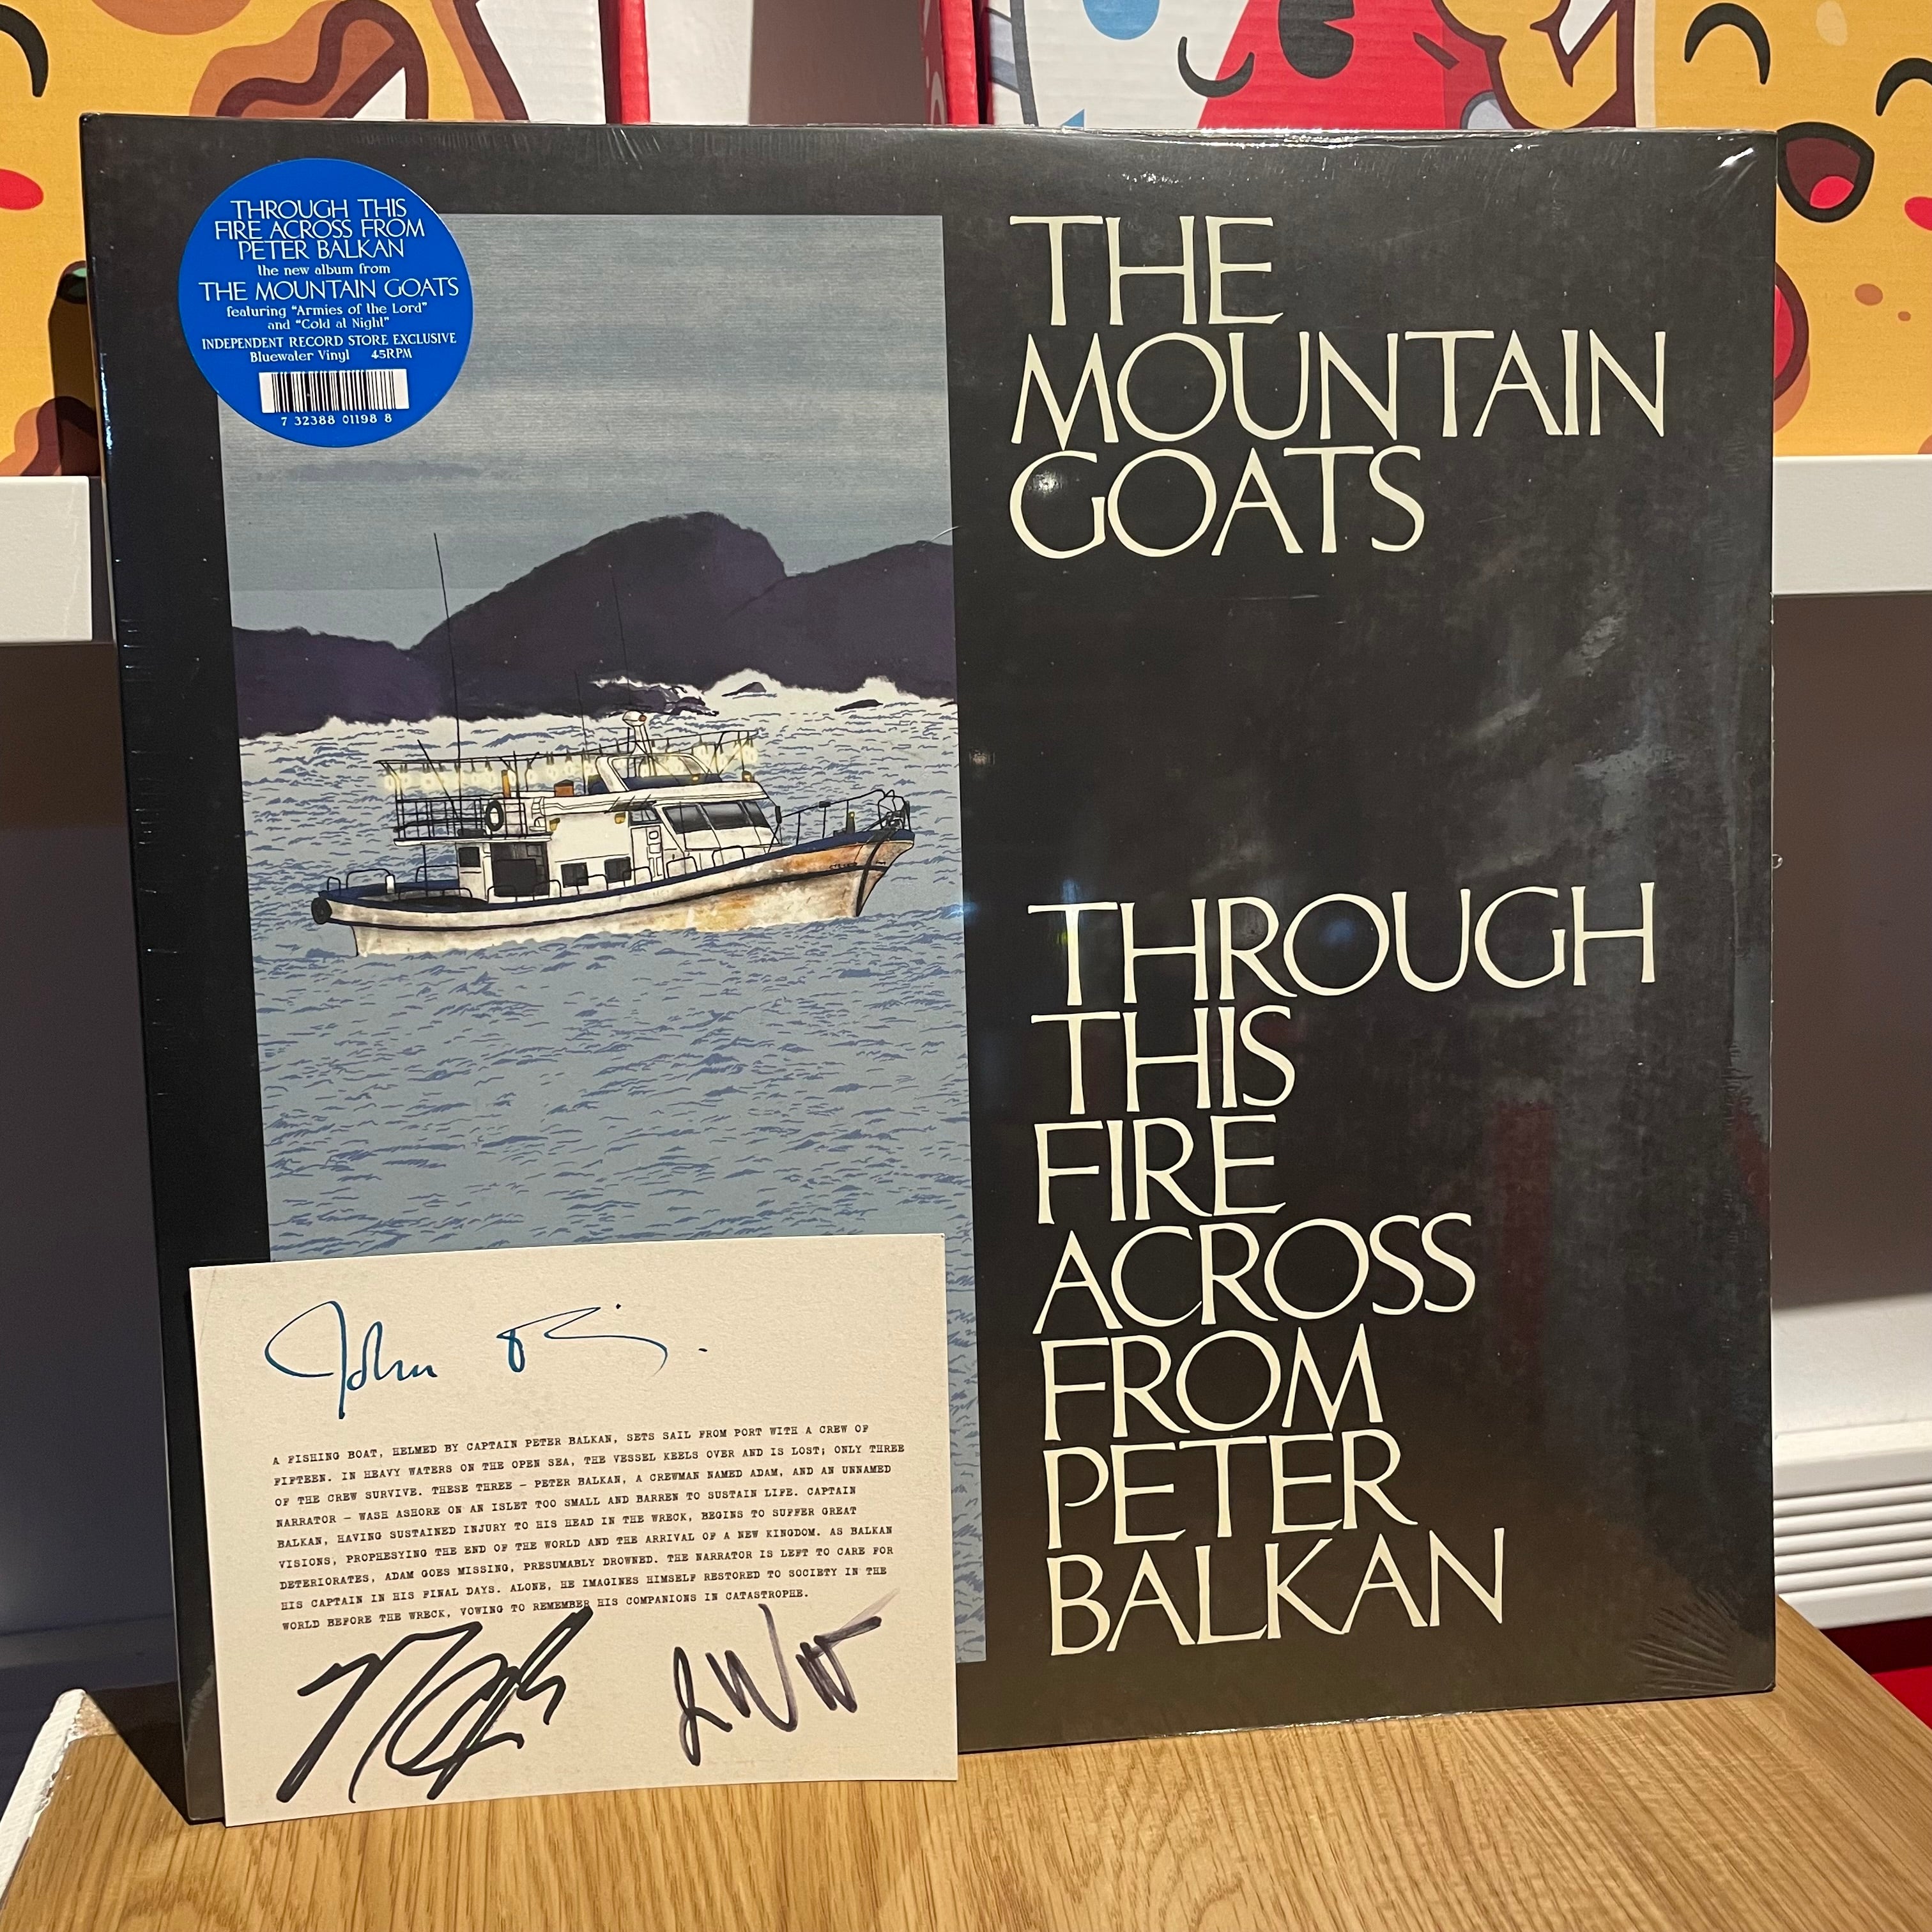 THROUGH THIS
FIRE ACROSS FROM
PETER BALKAN
the new album from
THE MOUNTAIN GOATS
featuring "Armies of the Lord"
and "Cold at Night"
INDEPENDENT RECORD STORE EXCLUSIVE
Bluewater Vinyl 45RPM
7 32388 01198 8
THE
MOUNTAIN
GOATS
THROUGH
THIS
FIRE
ACROSS
FROM
PETER
BALKAN
John
A FISHING BOAT, HELMED BY CAPTAIN PETER BALKAN, SETS SAIL FROM PORT WITH A CREW OF
FIFTEEN. IN HEAVY WATERS ON THE OPEN SEA, THE VESSEL KEELS OVER AND IS LOST; ONLY THREE
OF THE CREW SURVIVE. THESE THREE – PETER BALKAN, A CREWMAN NAMED ADAM, AND AN UNNAMED
NARRATOR – WASH ASHORE ON AN ISLET TOO SMALL AND BARREN TO SUSTAIN LIFE. CAPTAIN
BALKAN, HAVING SUSTAINED INJURY TO HIS HEAD IN THE WRECK, BEGINS TO SUFFER GREAT
VISIONS, PROPHESYING THE END OF THE WORLD AND THE ARRIVAL OF A NEW KINGDOM. AS BALKAN
DETERIORATES, ADAM GOES MISSING, PRESUMABLY DROWNED. THE NARRATOR IS LEFT TO CARE FOR
HIS CAPTAIN IN HIS FINAL DAYS. ALONE, HE IMAGINES HIMSELF RESTORED TO SOCIETY IN THE
WORLD BEFORE THE WRECK, VOWING TO REMEMBER HIS COMPANIONS IN CATASTROPHE.